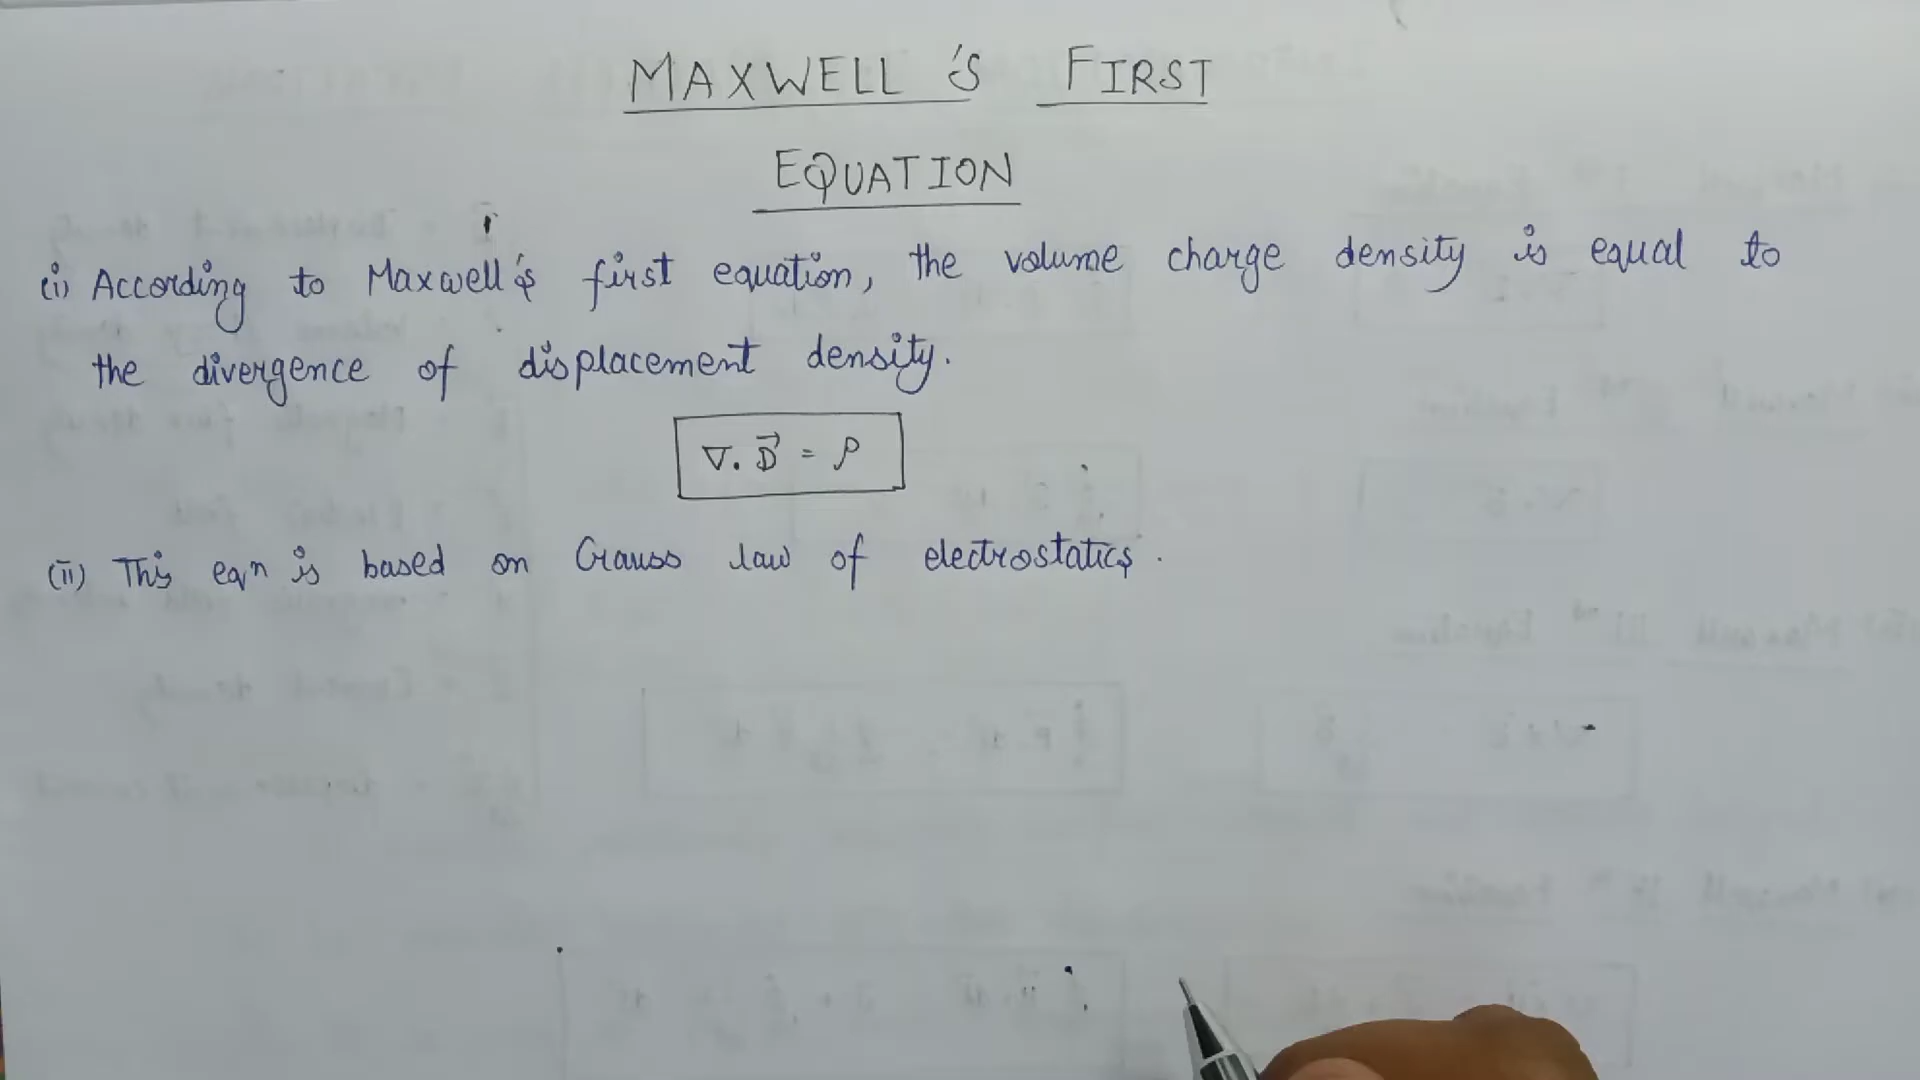 MAXWELL'S FIRST
EQUATION
(i) According to Maxwell's first equation, the volume charge density is equal to
the divergence of displacement density.
∇. D⃗ = ρ
(ii) This eqn is based on Gauss law of electrostatics.